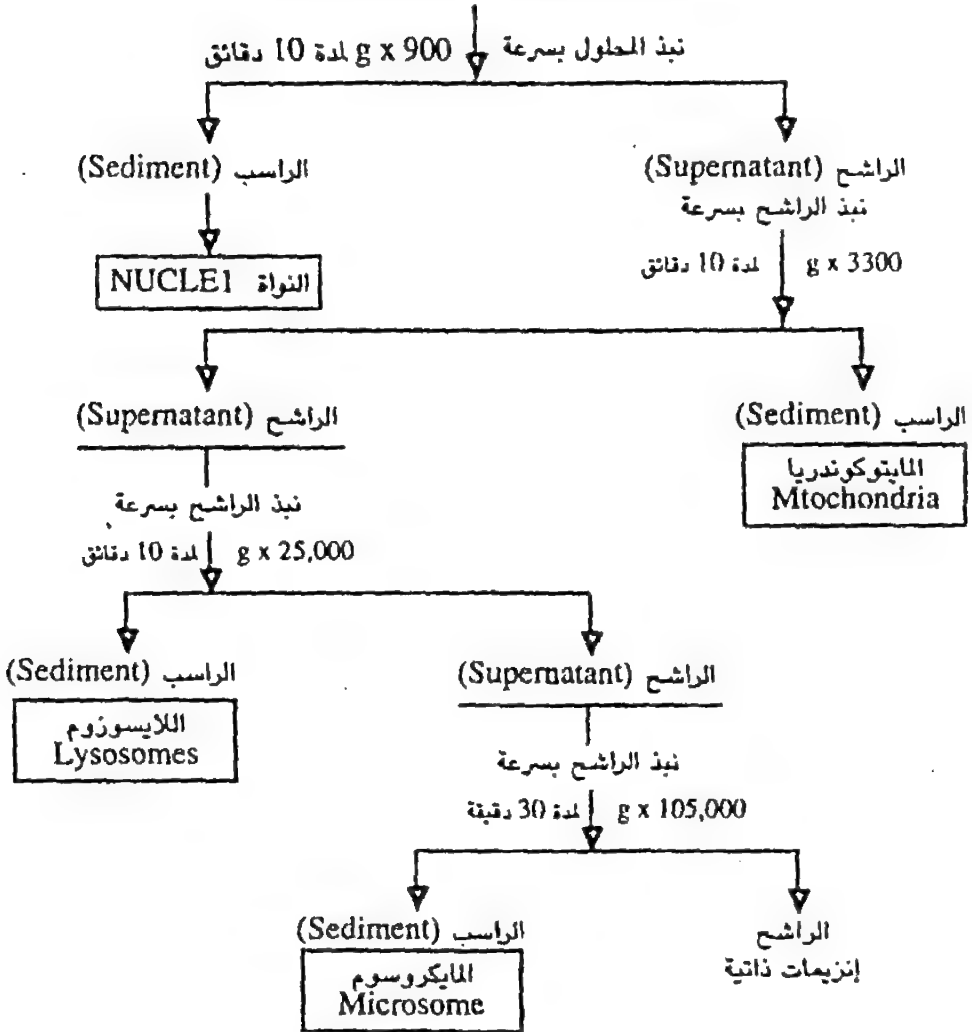 نبذ المحلول بسرعة g x 900 لمدة 10 دقائق
الراسب (Sediment)
النواة NUCLE1
الراشح (Supernatant)
نبذ الراشح بسرعة
g x 3300 لمدة 10 دقائق
الراشح (Supernatant)
الراسب (Sediment)
المايتوكوندريا
Mtochondria
نبذ الراشح بسرعة
g x 25,000 لمدة 10 دقائق
الراسب (Sediment)
اللايسوزوم
Lysosomes
الراشح (Supernatant)
نبذ الراشح بسرعة
g x 105,000 لمدة 30 دقيقة
الراسب (Sediment)
المايكروسوم
Microsome
الراشح
إنزيمات ذاتية